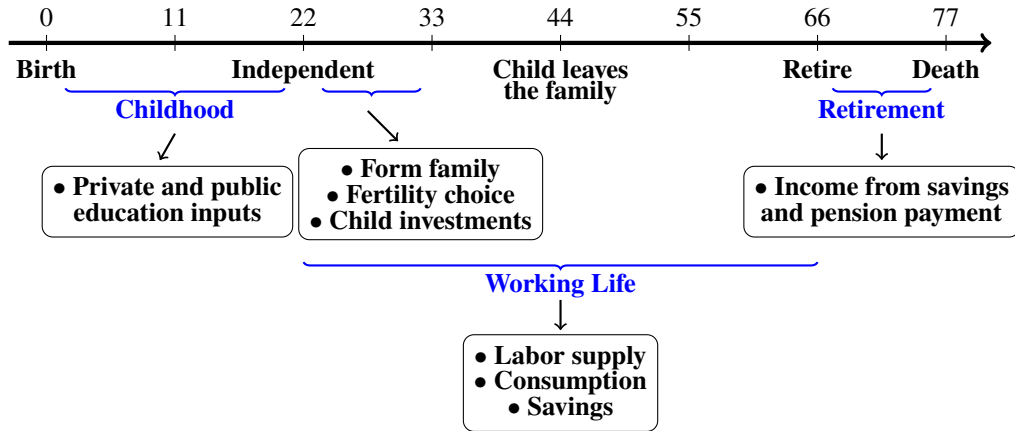 0 11 22 33 44 55 66 77
Birth Independent Child leaves Retire Death
the family
Childhood Retirement
• Private and public
education inputs
• Form family
• Fertility choice
• Child investments
• Income from savings
and pension payment
Working Life
• Labor supply
• Consumption
• Savings